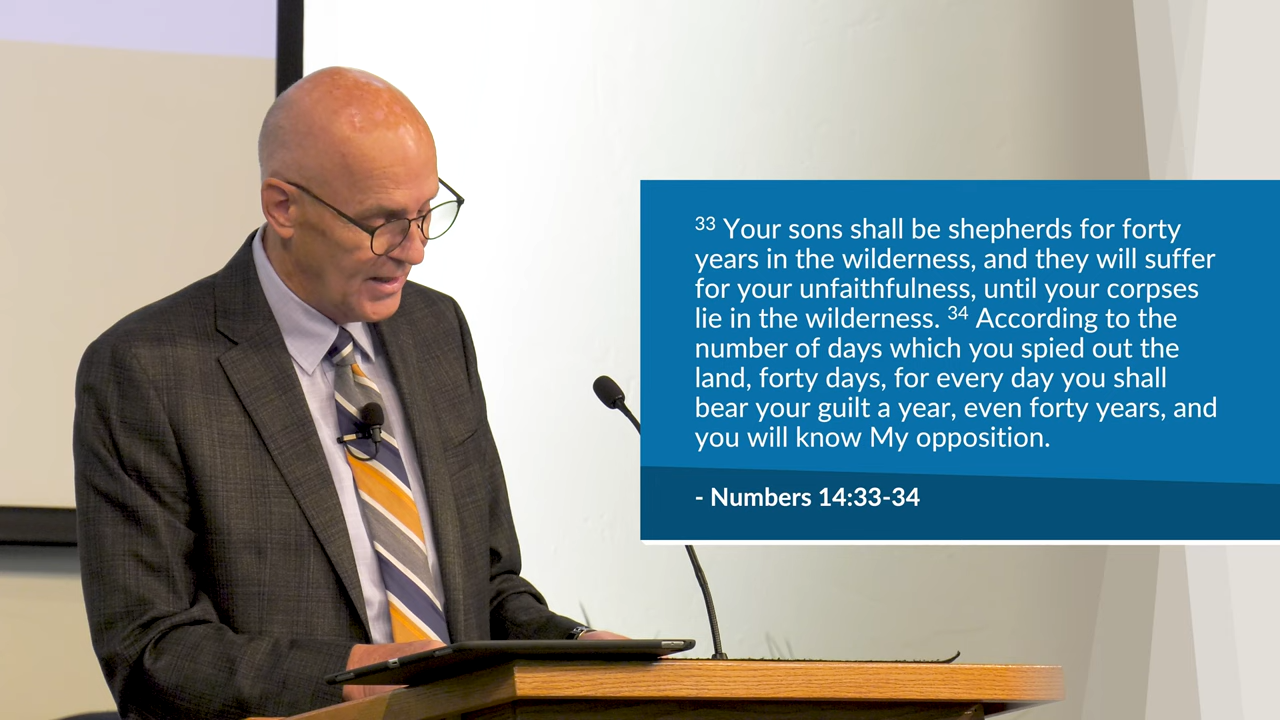 33 Your sons shall be shepherds for forty
years in the wilderness, and they will suffer
for your unfaithfulness, until your corpses
lie in the wilderness. 34 According to the
number of days which you spied out the
land, forty days, for every day you shall
bear your guilt a year, even forty years, and
you will know My opposition.
- Numbers 14:33-34